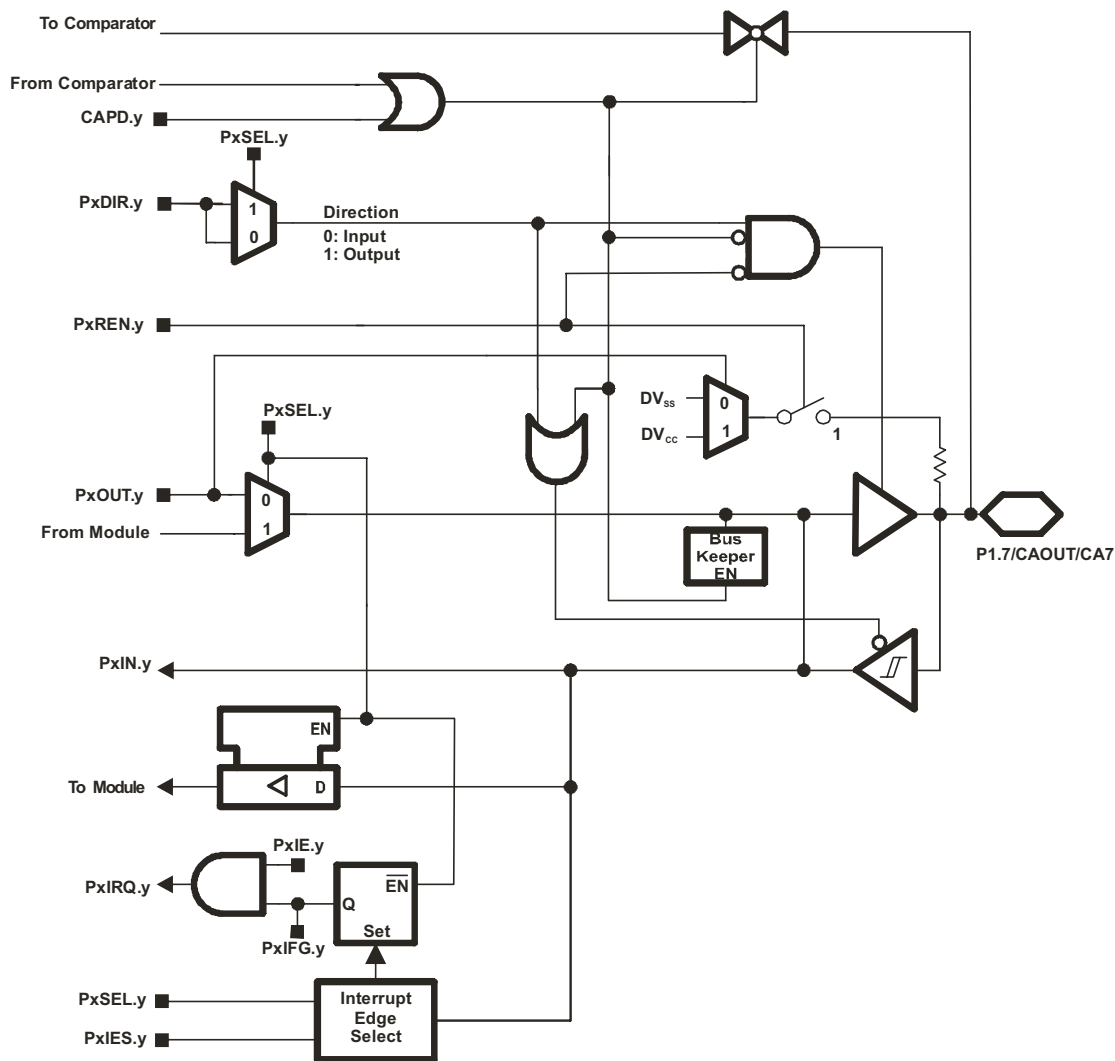 To Comparator
From Comparator
CAPD.y
PxSEL.y
PxDIR.y
1
0
Direction
0: Input
1: Output
PxREN.y
DVSS
0
DVCC
1
1
PxSEL.y
PxOUT.y
0
From Module
1
Bus
Keeper
EN
P1.7/CAOUT/CA7
PxIN.y
EN
To Module
D
PxIE.y
PxIRQ.y
EN
Q
Set
PxIFG.y
PxSEL.y
PxIES.y
Interrupt
Edge
Select